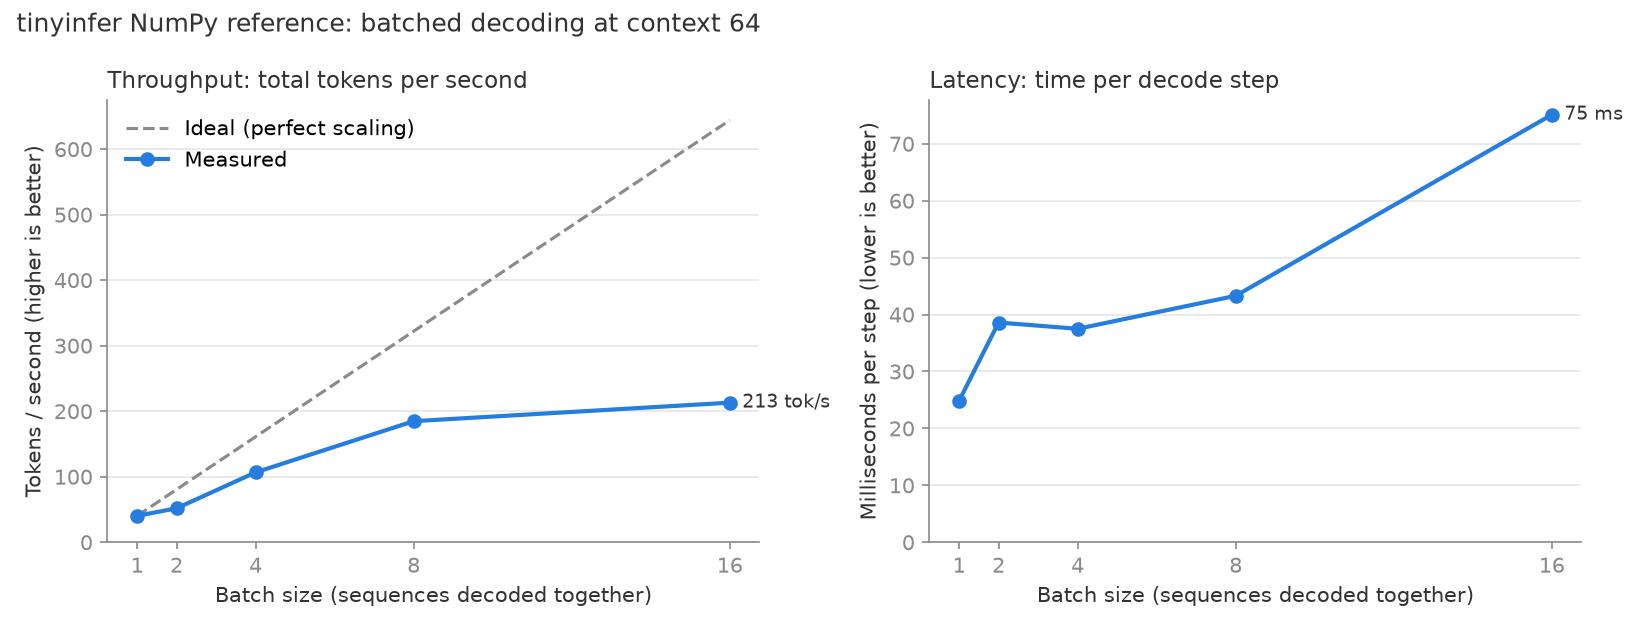 tinyinfer NumPy reference: batched decoding at context 64
Throughput: total tokens per second
Ideal (perfect scaling)
Measured
Tokens / second (higher is better)
600
500
400
300
200
100
0
213 tok/s
1 2 4 8 16
Batch size (sequences decoded together)
Latency: time per decode step
75 ms
Milliseconds per step (lower is better)
70
60
50
40
30
20
10
0
1 2 4 8 16
Batch size (sequences decoded together)